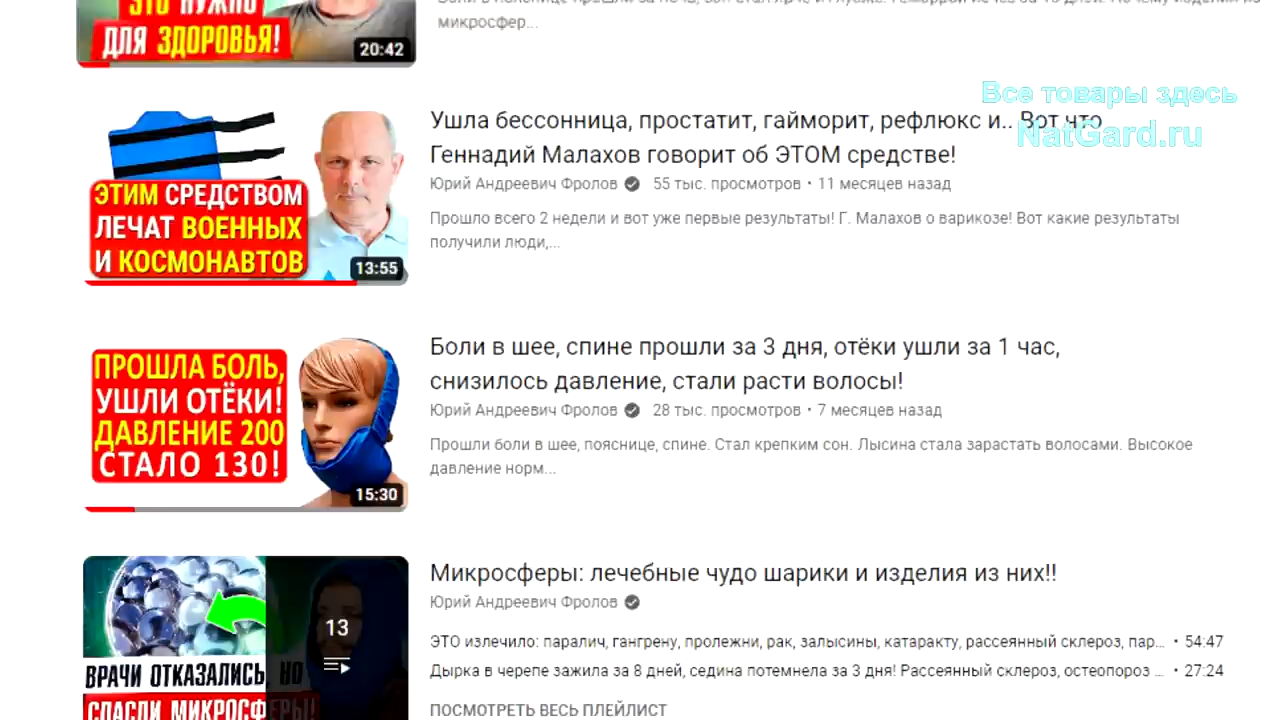 ЭТО НУЖНО
ДЛЯ ЗДОРОВЬЯ!
20:42
микросфер...
Все товары здесь
NatGard.ru
Ушла бессонница, простатит, гайморит, рефлюкс и.. Вот что
Геннадий Малахов говорит об ЭТОМ средстве!
Юрий Андреевич Фролов 55 тыс. просмотров • 11 месяцев назад
Прошло всего 2 недели и вот уже первые результаты! Г. Малахов о варикозе! Вот какие результаты
получили люди,...
ЭТИМ СРЕДСТВОМ
ЛЕЧАТ ВОЕННЫХ
И КОСМОНАВТОВ
13:55
Боли в шее, спине прошли за 3 дня, отёки ушли за 1 час,
снизилось давление, стали расти волосы!
Юрий Андреевич Фролов 28 тыс. просмотров • 7 месяцев назад
Прошли боли в шее, пояснице, спине. Стал крепким сон. Лысина стала зарастать волосами. Высокое
давление норм...
ПРОШЛА БОЛЬ,
УШЛИ ОТЁКИ!
ДАВЛЕНИЕ 200
СТАЛО 130!
15:30
Микросферы: лечебные чудо шарики и изделия из них!!
Юрий Андреевич Фролов
ЭТО излечило: паралич, гангрену, пролежни, рак, залысины, катаракту, рассеянный склероз, пар... • 54:47
Дырка в черепе зажила за 8 дней, седина потемнела за 3 дня! Рассеянный склероз, остеопороз ... • 27:24
ПОСМОТРЕТЬ ВЕСЬ ПЛЕЙЛИСТ
13
ВРАЧИ ОТКАЗАЛИСЬ, НО
СПАСЛИ МИКРОСФЕРЫ!